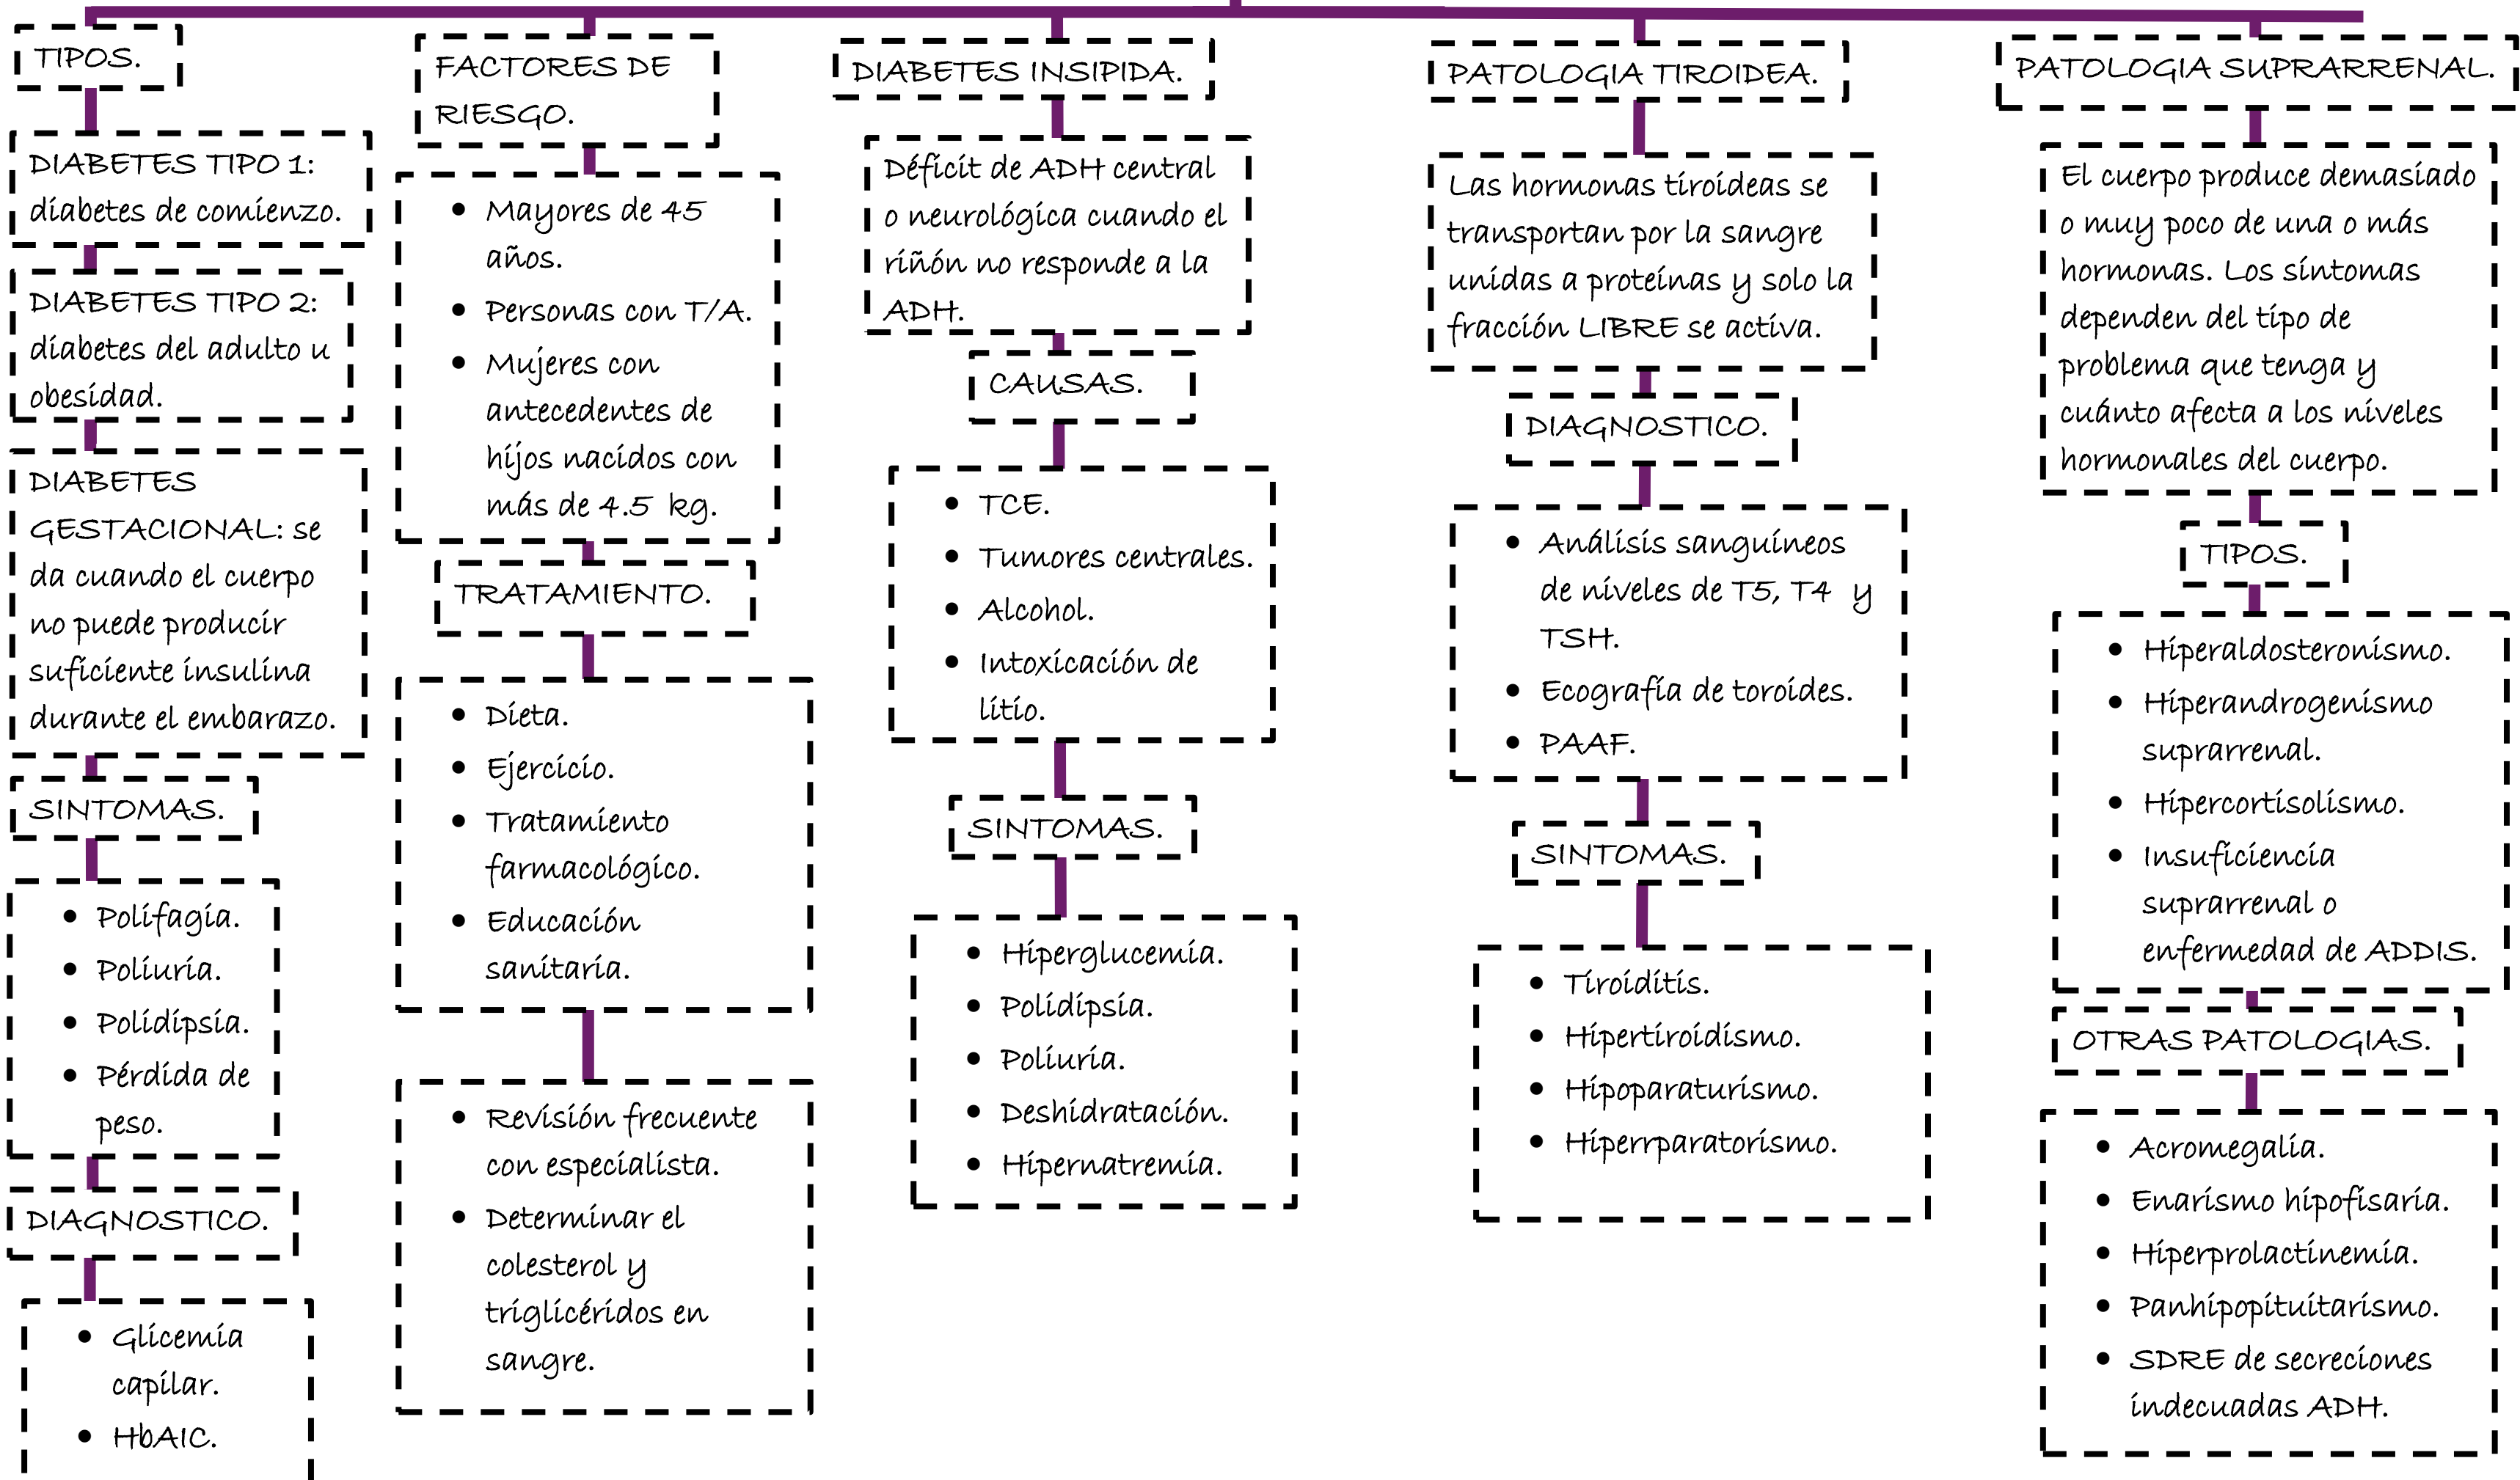 TIPOS.
DIABETES TIPO 1:
diabetes de comienzo.
DIABETES TIPO 2:
diabetes del adulto u
obesidad.
DIABETES
GESTACIONAL: se
da cuando el cuerpo
no puede producir
suficiente insulina
durante el embarazo.
SINTOMAS.
• Polifagia.
• Poliuria.
• Polidipsia.
• Pérdida de
peso.
DIAGNOSTICO.
• Glicemia
capilar.
• HbAIC.
FACTORES DE
RIESGO.
• Mayores de 45
años.
• Personas con T/A.
• Mujeres con
antecedentes de
hijos nacidos con
más de 4.5 kg.
TRATAMIENTO.
• Dieta.
• Ejercicio.
• Tratamiento
farmacológico.
• Educación
sanitaria.
• Revisión frecuente
con especialista.
• Determinar el
colesterol y
triglicéridos en
sangre.
DIABETES INSIPIDA.
Déficit de ADH central
o neurológica cuando el
riñón no responde a la
ADH.
CAUSAS.
• TCE.
• Tumores centrales.
• Alcohol.
• Intoxicación de
litio.
SINTOMAS.
• Hiperglucemia.
• Polidipsia.
• Poliuria.
• Deshidratación.
• Hipernatremia.
PATOLOGIA TIROIDEA.
Las hormonas tiroideas se
transportan por la sangre
unidas a proteínas y solo la
fracción LIBRE se activa.
DIAGNOSTICO.
• Análisis sanguíneos
de niveles de T5, T4 y
TSH.
• Ecografía de toroides.
• PAAF.
SINTOMAS.
• Tiroiditis.
• Hipertiroidismo.
• Hipoparaturismo.
• Hiperrparatorismo.
PATOLOGIA SUPRARRENAL.
El cuerpo produce demasiado
o muy poco de una o más
hormonas. Los síntomas
dependen del tipo de
problema que tenga y
cuánto afecta a los niveles
hormonales del cuerpo.
TIPOS.
• Hiperaldosteronismo.
• Hiperandrogenismo
suprarrenal.
• Hipercortisolismo.
• Insuficiencia
suprarrenal o
enfermedad de ADDIS.
OTRAS PATOLOGIAS.
• Acromegalia.
• Enarismo hipofisaria.
• Hiperprolactinemia.
• Panhipopituitarismo.
• SDRE de secreciones
indecuadas ADH.